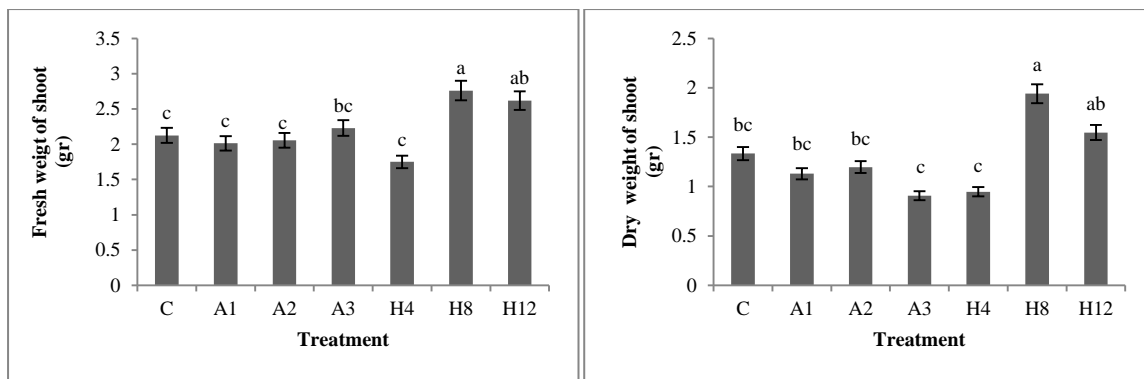 Fresh weigt of shoot
(gr)
3.5
3
2.5
2
1.5
1
0.5
0
c
c
c
bc
c
a
ab
C A1 A2 A3 H4 H8 H12
Treatment
Dry weight of shoot
(gr)
2.5
2
1.5
1
0.5
0
bc
bc
bc
c
c
a
ab
C A1 A2 A3 H4 H8 H12
Treatment